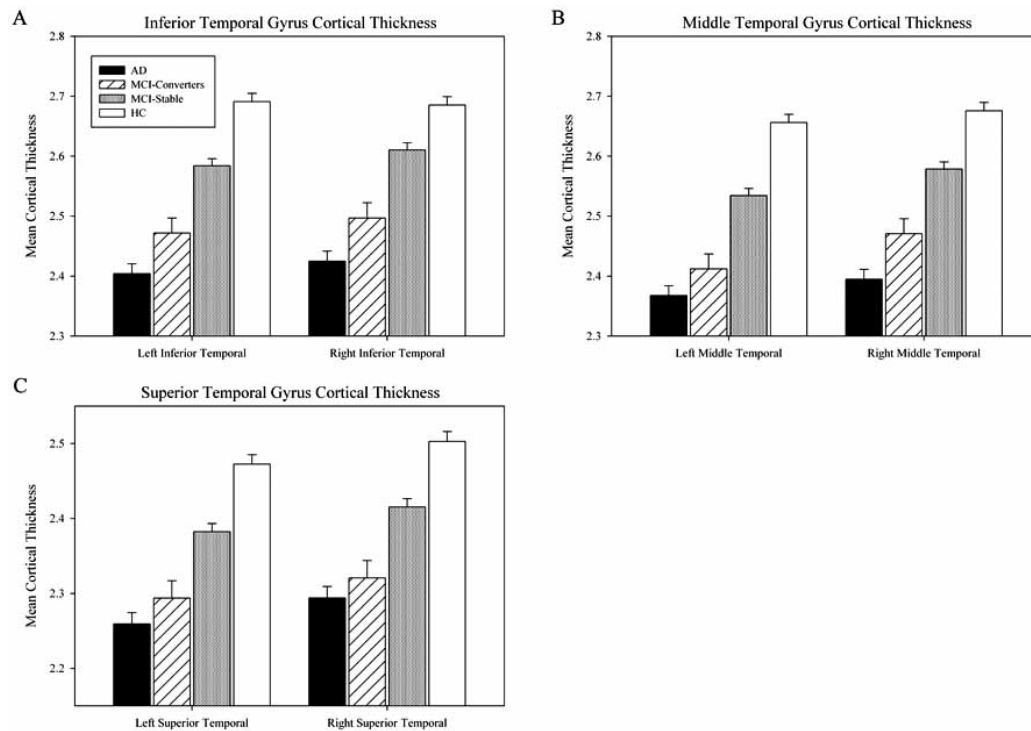 A
Inferior Temporal Gyrus Cortical Thickness
2.8
2.7
2.6
2.5
2.4
2.3
Mean Cortical Thickness
AD
MCI-Converters
MCI-Stable
HC
Left Inferior Temporal
Right Inferior Temporal
B
Middle Temporal Gyrus Cortical Thickness
2.8
2.7
2.6
2.5
2.4
2.3
Mean Cortical Thickness
Left Middle Temporal
Right Middle Temporal
C
Superior Temporal Gyrus Cortical Thickness
2.5
2.4
2.3
2.2
Mean Cortical Thickness
Left Superior Temporal
Right Superior Temporal